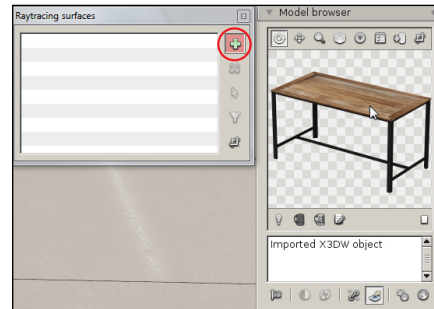 Raytracing surfaces
Model browser
Imported X3DW object